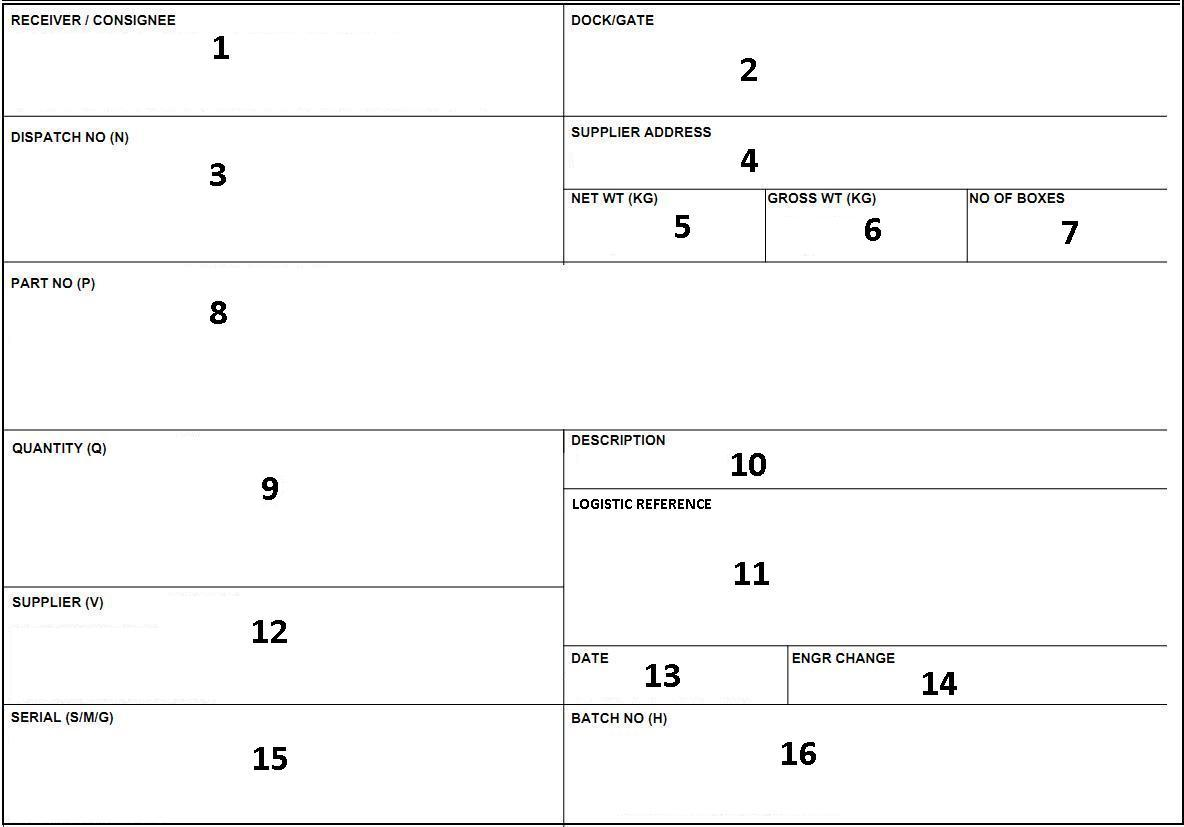 RECEIVER / CONSIGNEE
1
DOCK/GATE
2
DISPATCH NO (N)
3
SUPPLIER ADDRESS
4
NET WT (KG)
5
GROSS WT (KG)
6
NO OF BOXES
7
PART NO (P)
8
QUANTITY (Q)
9
DESCRIPTION
10
LOGISTIC REFERENCE
11
SUPPLIER (V)
12
DATE
13
ENGR CHANGE
14
SERIAL (S/M/G)
15
BATCH NO (H)
16